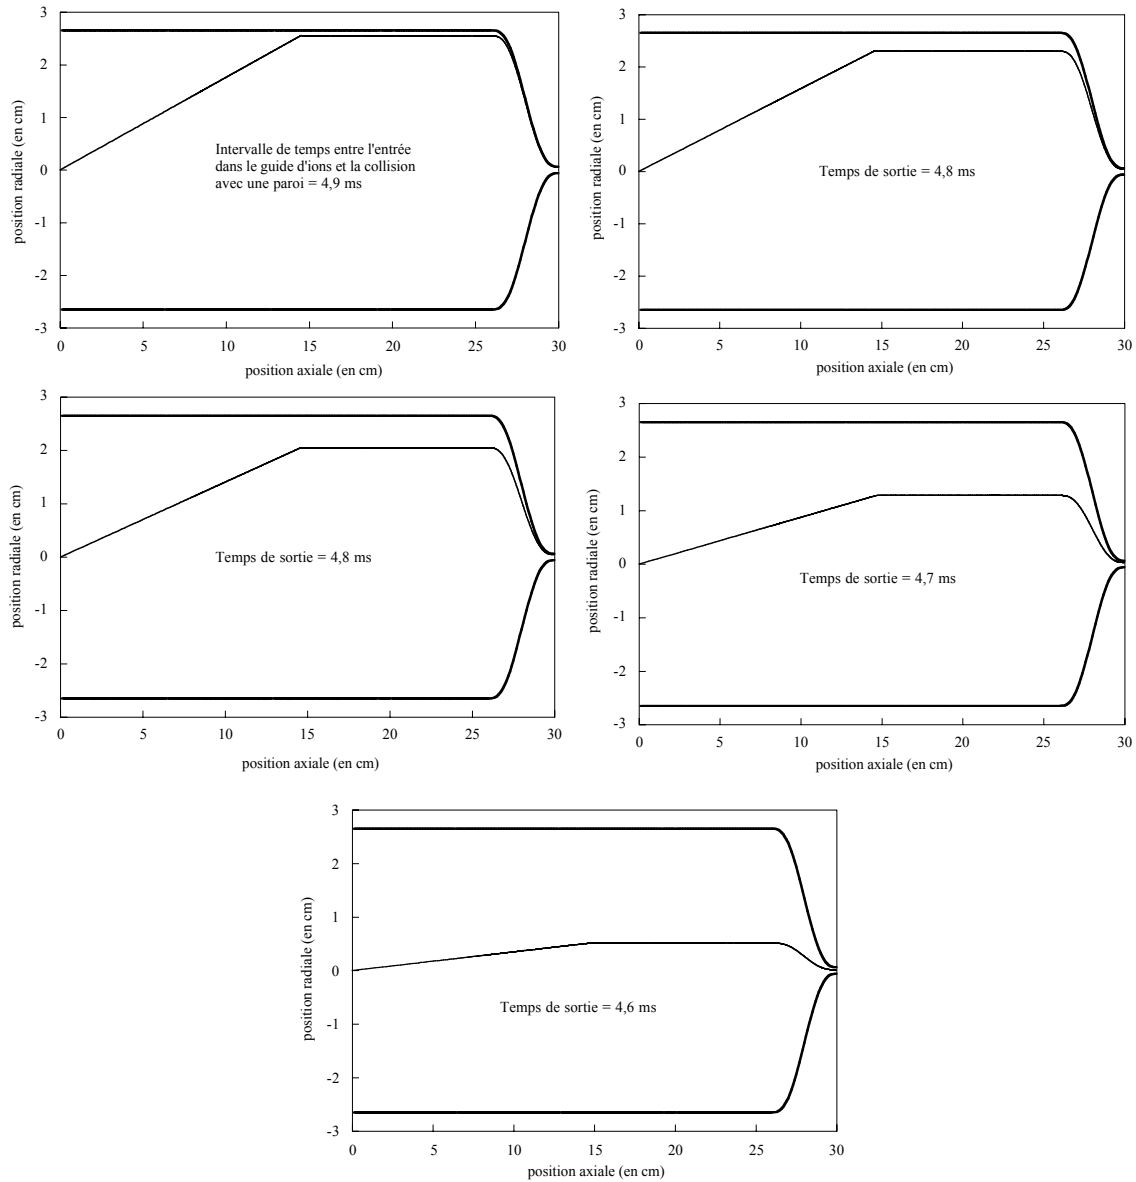 3
2
1
0
-1
-2
-3
0 5 10 15 20 25 30
position radiale (en cm)
position axiale (en cm)
Intervalle de temps entre l'entrée
dans le guide d'ions et la collision
avec une paroi = 4,9 ms
3
2
1
0
-1
-2
-3
0 5 10 15 20 25 30
position radiale (en cm)
position axiale (en cm)
Temps de sortie = 4,8 ms
3
2
1
0
-1
-2
-3
0 5 10 15 20 25 30
position radiale (en cm)
position axiale (en cm)
Temps de sortie = 4,8 ms
3
2
1
0
-1
-2
-3
0 5 10 15 20 25 30
position radiale (en cm)
position axiale (en cm)
Temps de sortie = 4,7 ms
3
2
1
0
-1
-2
-3
0 5 10 15 20 25 30
position radiale (en cm)
position axiale (en cm)
Temps de sortie = 4,6 ms